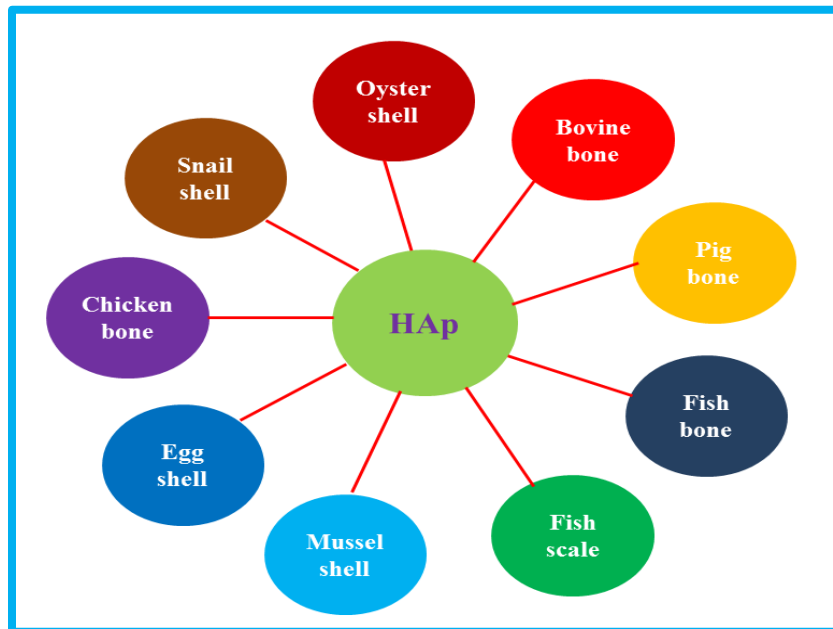 Oyster
shell
Bovine
bone
Pig
bone
Fish
bone
Fish
scale
Mussel
shell
Egg
shell
Chicken
bone
Snail
shell
HAp